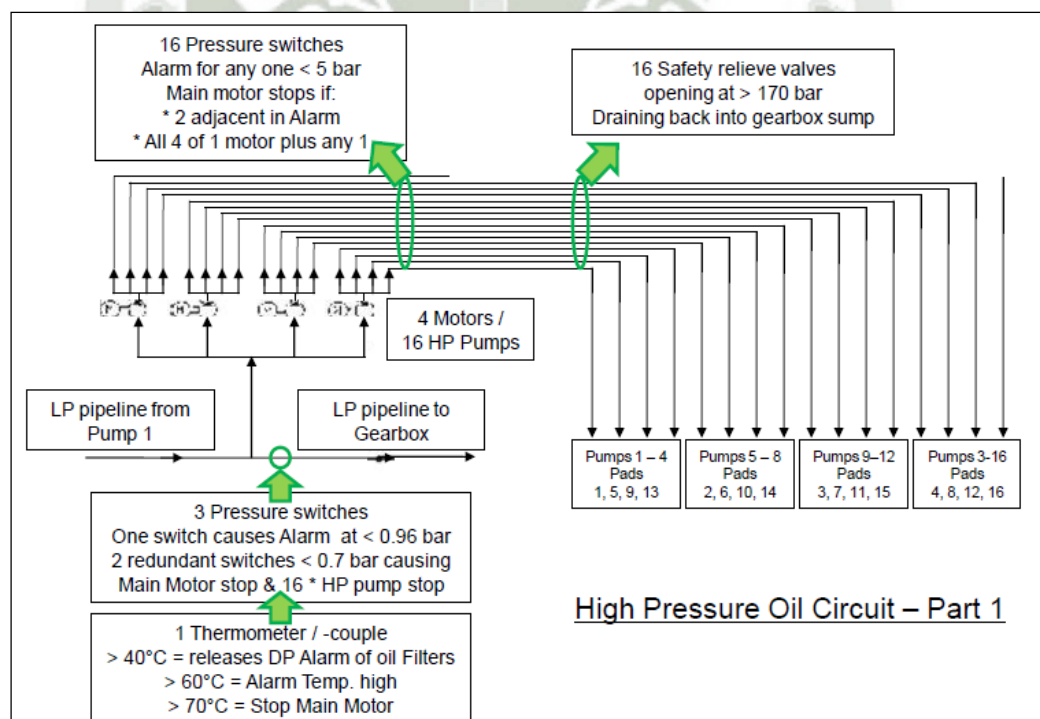 16 Pressure switches
Alarm for any one < 5 bar
Main motor stops if:
* 2 adjacent in Alarm
* All 4 of 1 motor plus any 1
16 Safety relieve valves
opening at > 170 bar
Draining back into gearbox sump
4 Motors /
16 HP Pumps
LP pipeline from
Pump 1
LP pipeline to
Gearbox
Pumps 1 – 4
Pads
1, 5, 9, 13
Pumps 5 – 8
Pads
2, 6, 10, 14
Pumps 9–12
Pads
3, 7, 11, 15
Pumps 3-16
Pads
4, 8, 12, 16
3 Pressure switches
One switch causes Alarm at < 0.96 bar
2 redundant switches < 0.7 bar causing
Main Motor stop & 16 * HP pump stop
High Pressure Oil Circuit – Part 1
1 Thermometer / -couple
> 40°C = releases DP Alarm of oil Filters
> 60°C = Alarm Temp. high
> 70°C = Stop Main Motor